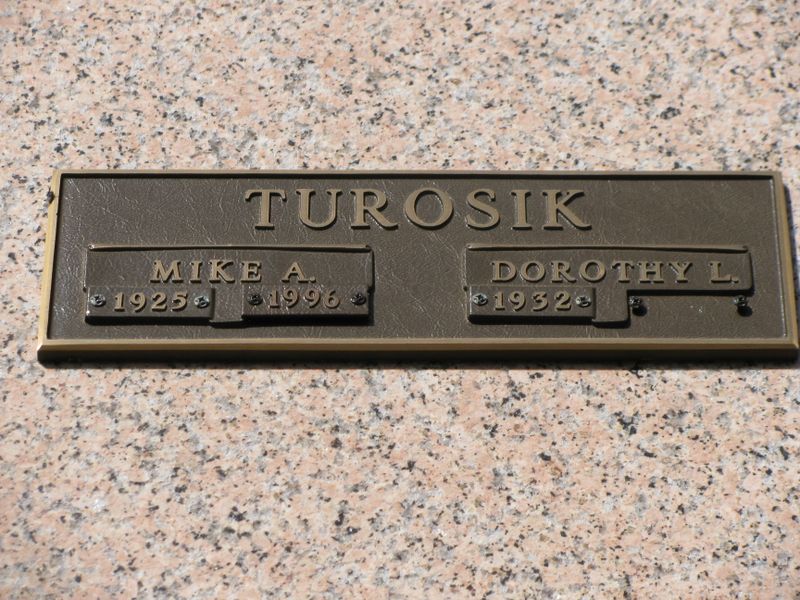 TUROSIK
MIKE A. DOROTHY L.
1925 1996 1932